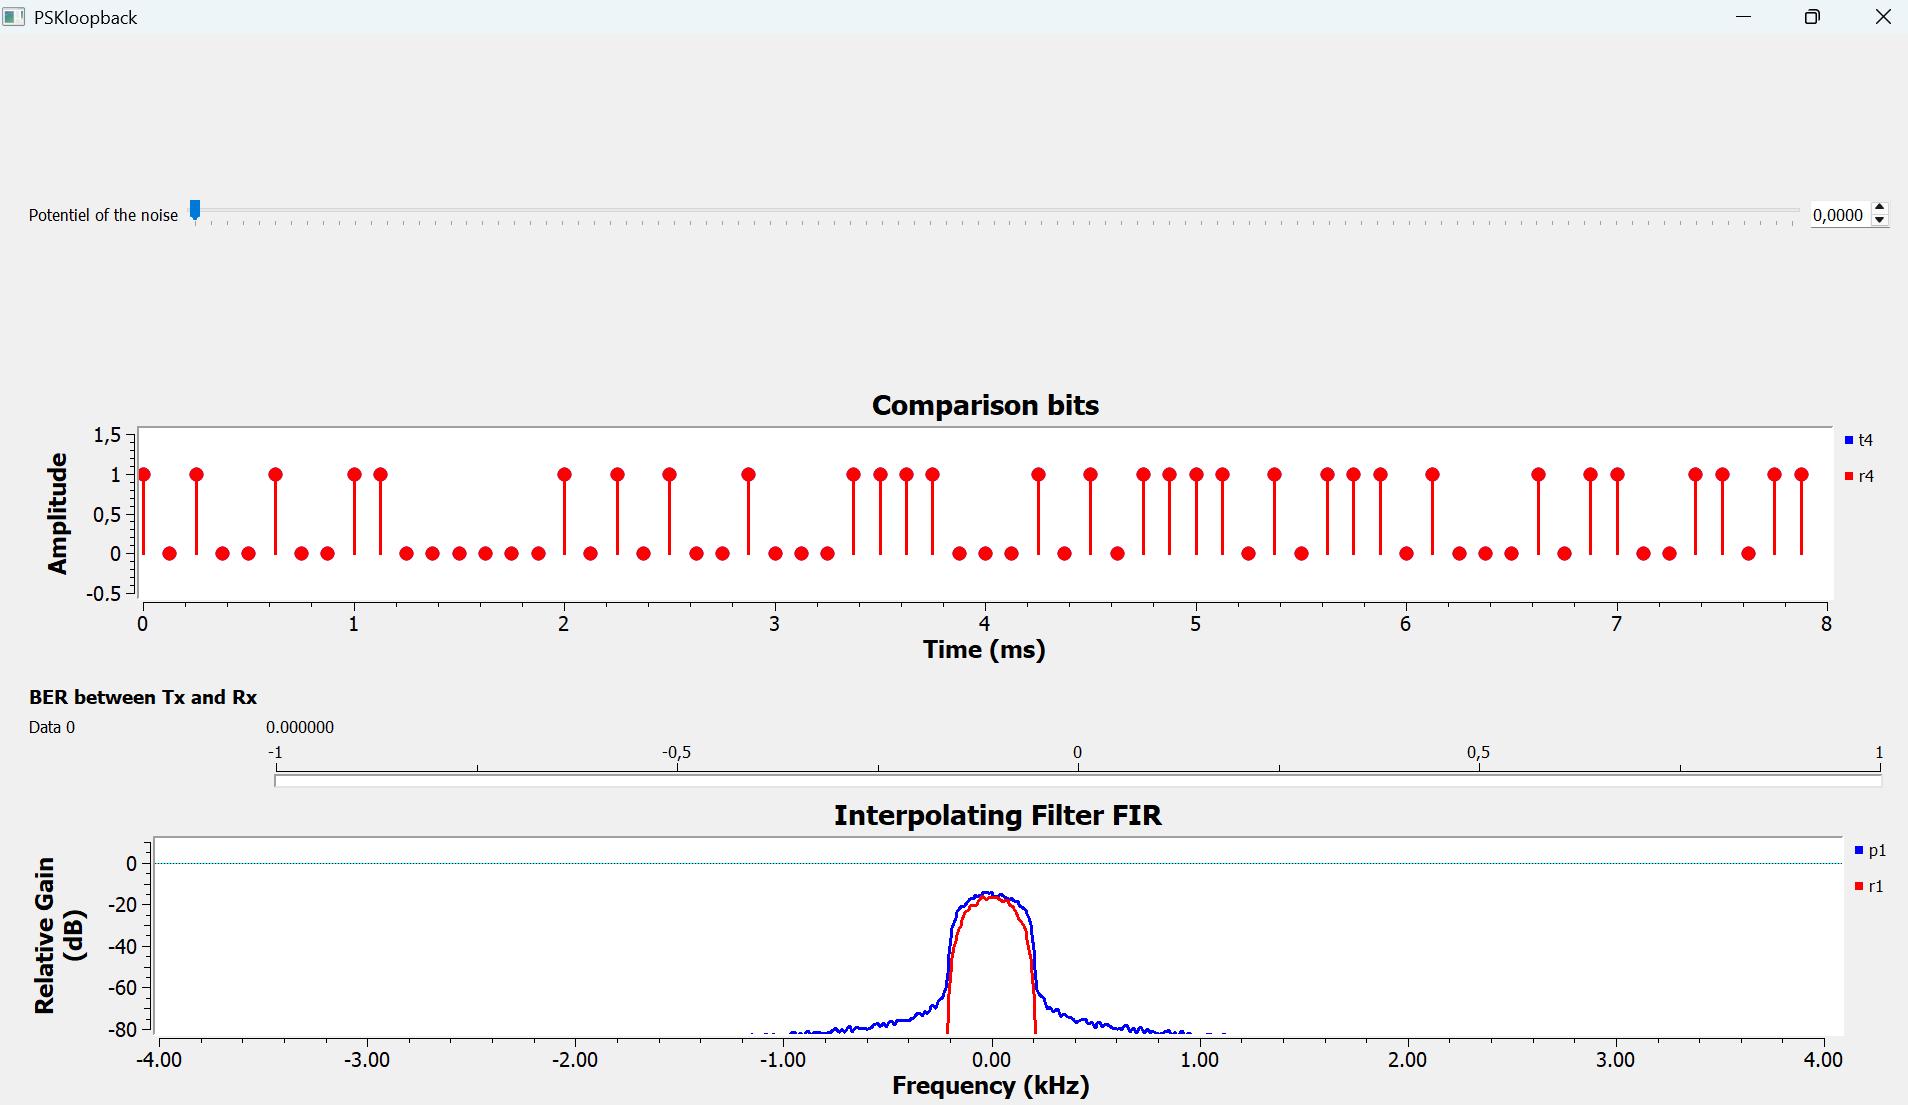 PSKloopback
Potentiel of the noise
0,0000
Comparison bits
Amplitude
1,5
1
0,5
0
-0.5
t4
r4
0 1 2 3 4 5 6 7 8
Time (ms)
BER between Tx and Rx
Data 0 0.000000
-1 -0,5 0 0,5 1
Interpolating Filter FIR
Relative Gain
(dB)
0
-20
-40
-60
-80
p1
r1
-4.00 -3.00 -2.00 -1.00 0.00 1.00 2.00 3.00 4.00
Frequency (kHz)